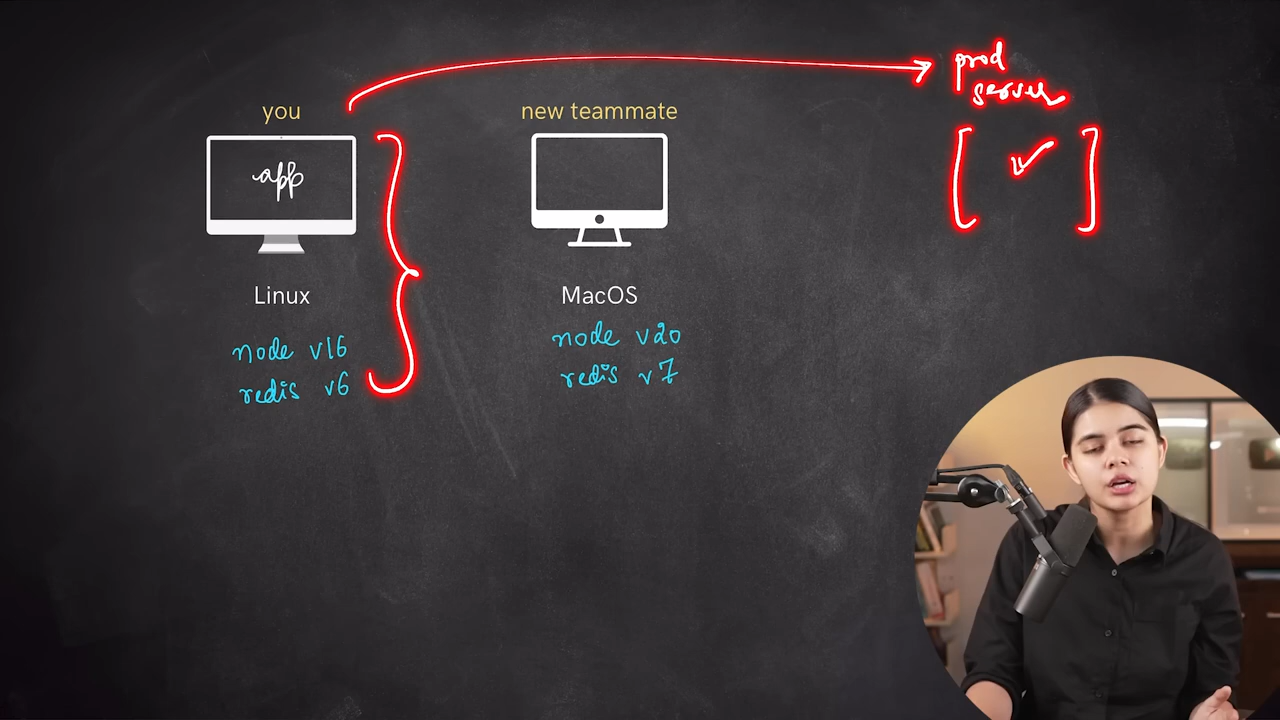 prod
server
you
new teammate
app
Linux
MacOS
node v16
node v20
redis v6
redis v7